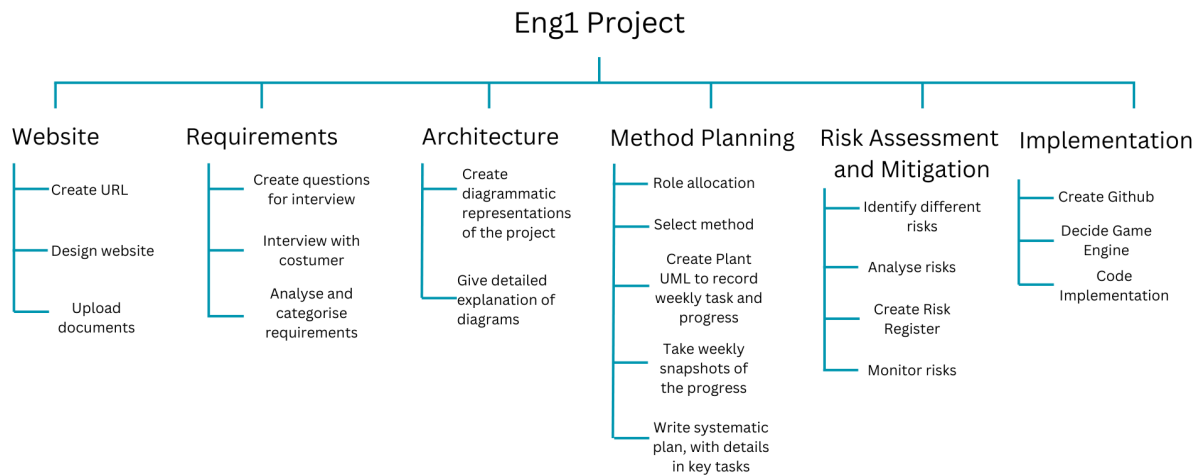 Eng1 Project
Website
Create URL
Design website
Upload
documents
Requirements
Create questions
for interview
Interview with
costumer
Analyse and
categorise
requirements
Architecture
Create
diagrammatic
representations
of the project
Give detailed
explanation of
diagrams
Method Planning
Role allocation
Select method
Create Plant
UML to record
weekly task and
progress
Take weekly
snapshots of
the progress
Write systematic
plan, with details
in key tasks
Risk Assessment
and Mitigation
Identify different
risks
Analyse risks
Create Risk
Register
Monitor risks
Implementation
Create Github
Decide Game
Engine
Code
Implementation